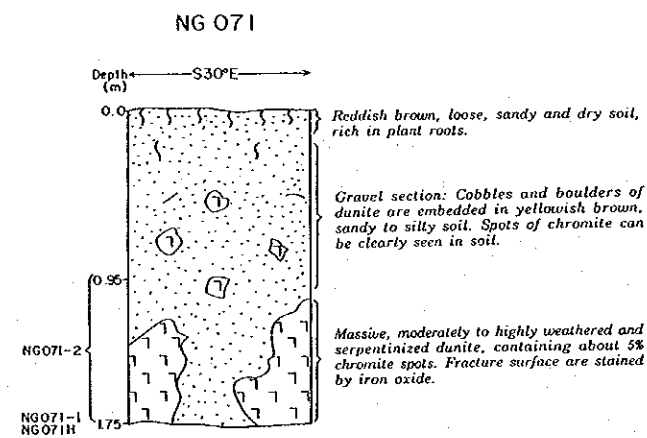 NG 071
Depth S30°E
(m)
0.0
Reddish brown, loose, sandy and dry soil,
rich in plant roots.
Gravel section: Cobbles and boulders of
dunite are embedded in yellowish brown,
sandy to silty soil. Spots of chromite can
be clearly seen in soil.
0.95
Massive, moderately to highly weathered and
serpentinized dunite, containing about 5%
chromite spots. Fracture surface are stained
by iron oxide.
NG071-2
NG071-1
NG071H
1.75